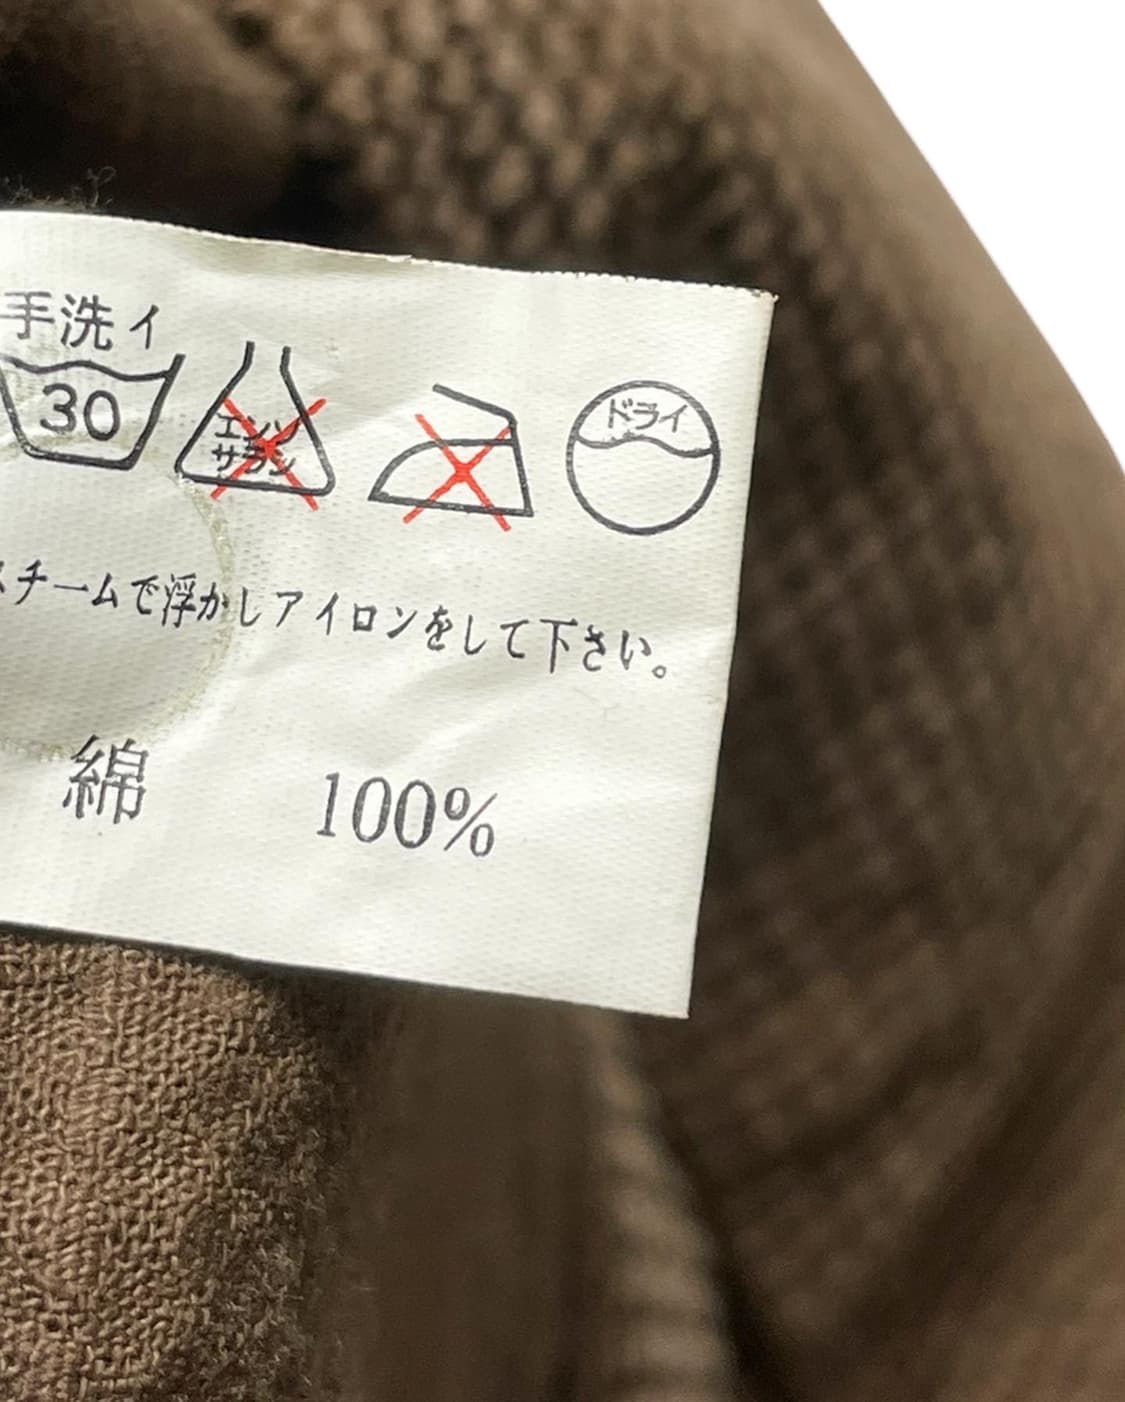 手洗イ
30
エンソ
サラシ
ドライ
スチームで浮かしアイロンをして下さい。
綿 100%